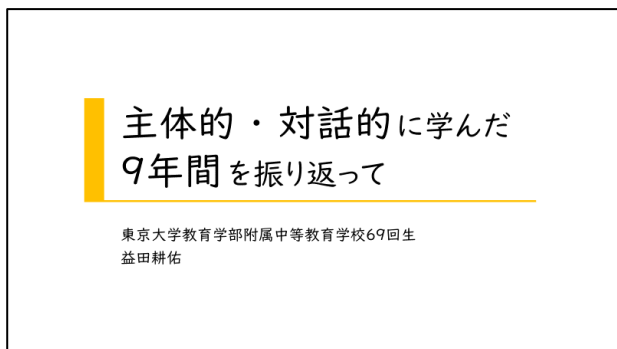 主体的・対話的に学んだ
9年間を振り返って
東京大学教育学部附属中等教育学校69回生
益田耕佑